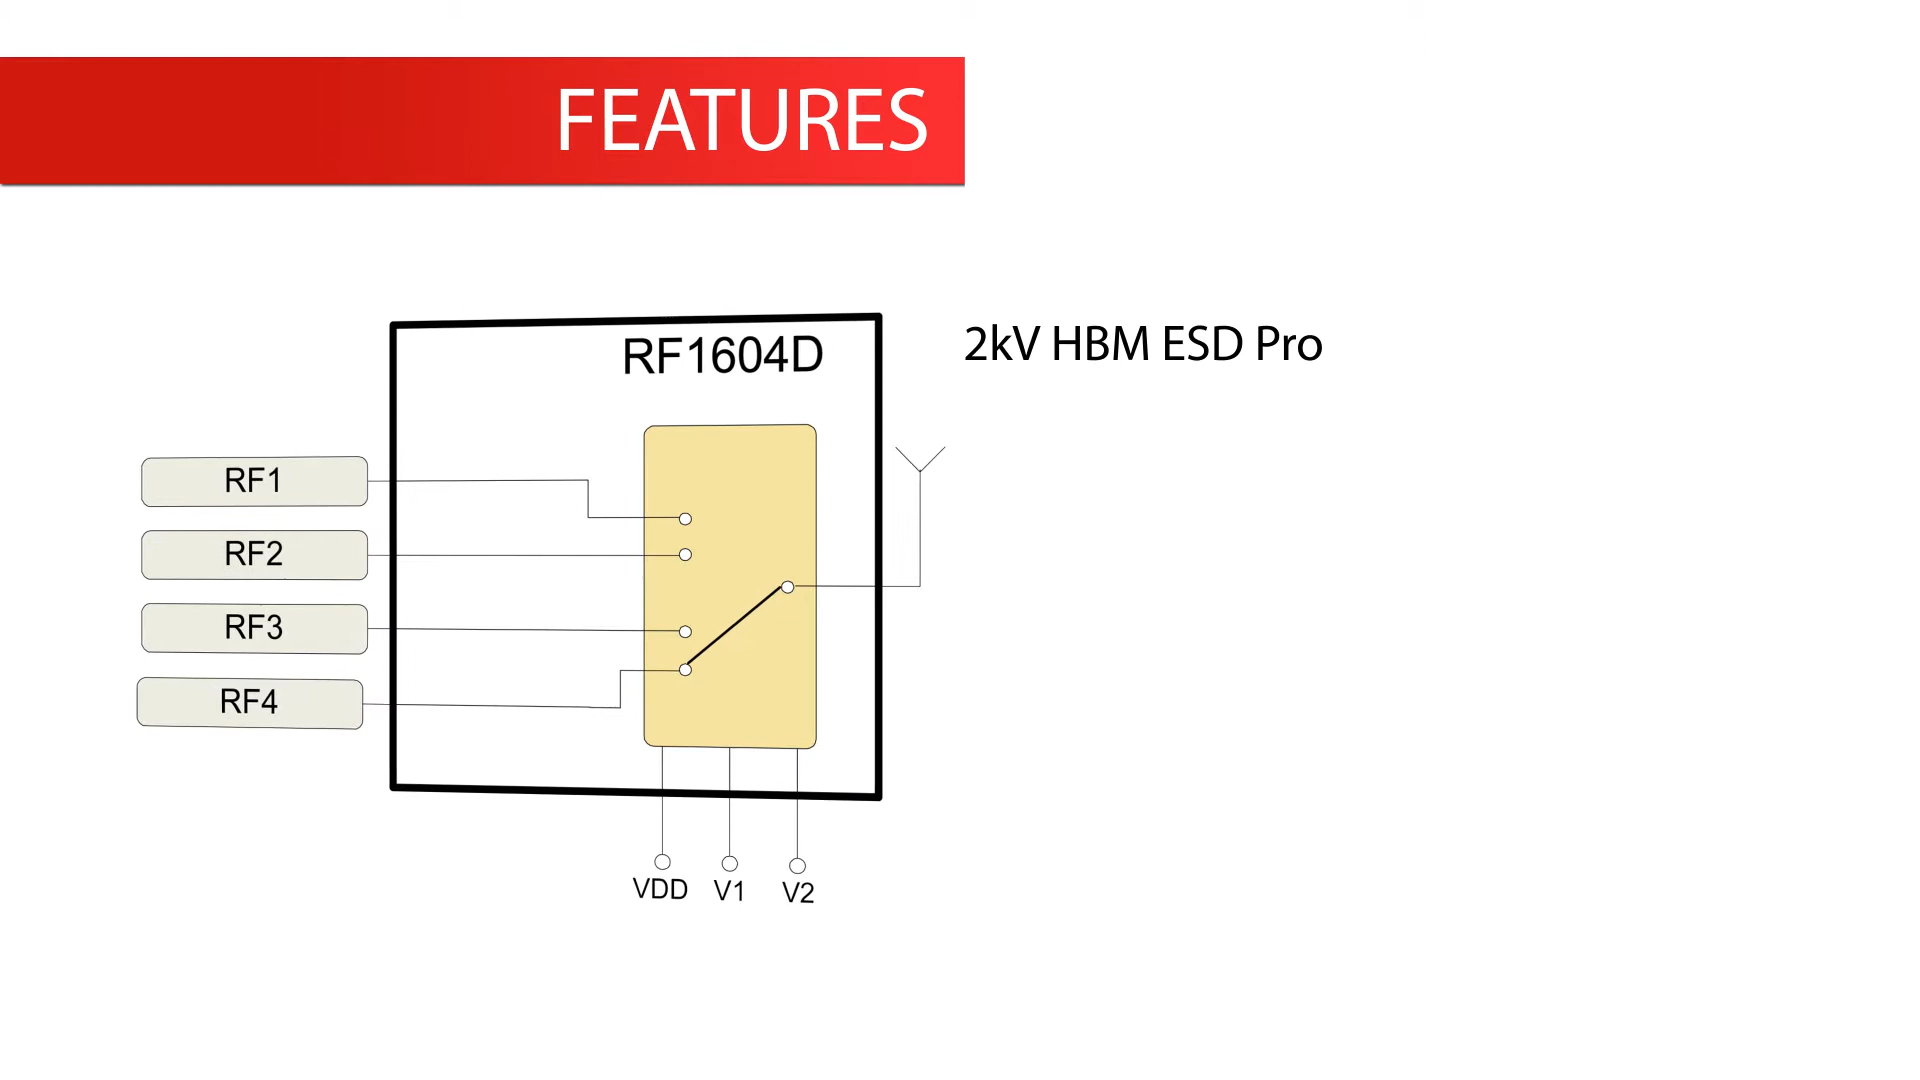 FEATURES
RF1604D
2kV HBM ESD Pro
RF1
RF2
RF3
RF4
VDD V1 V2